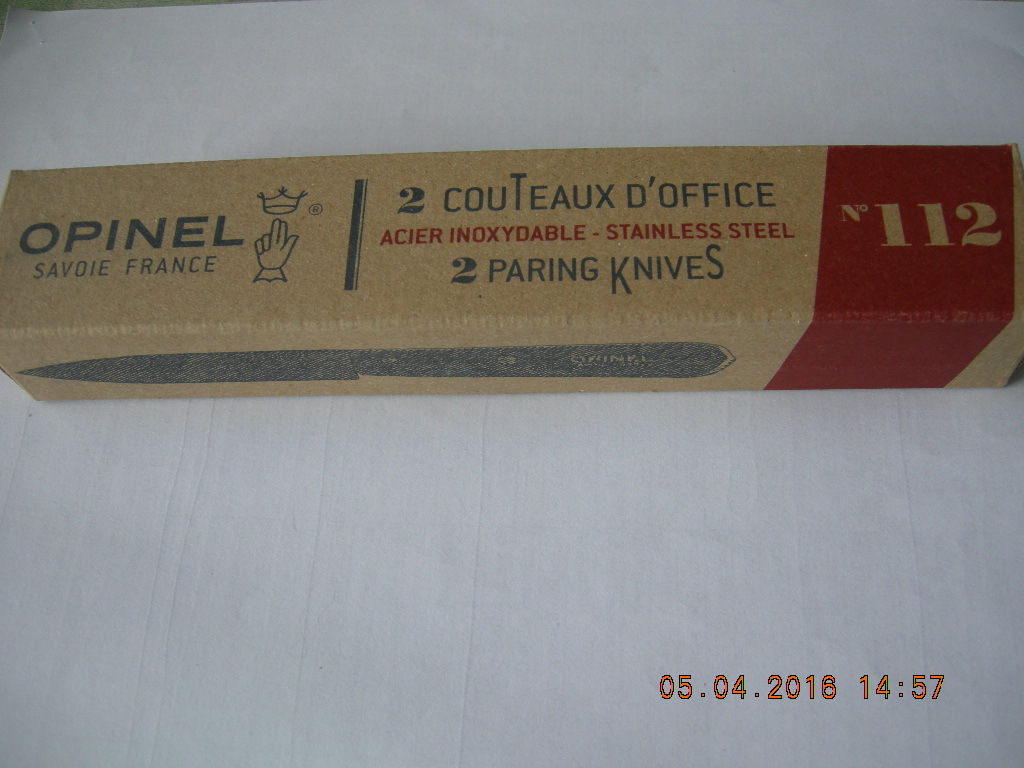 OPINEL
SAVOIE FRANCE
®
2 COUTEAUX D'OFFICE
ACIER INOXYDABLE - STAINLESS STEEL
2 PARING KNIVES
N° 112
OPINEL
05.04.2016 14:57